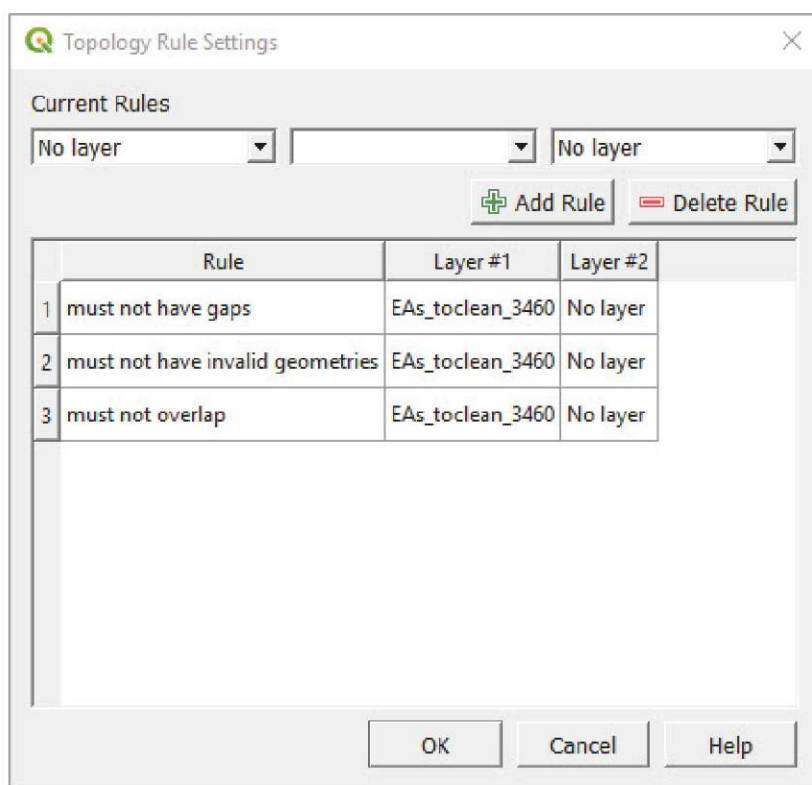 Topology Rule Settings
Current Rules
No layer No layer
Add Rule Delete Rule
Rule Layer #1 Layer #2
1 must not have gaps EAs_toclean_3460 No layer
2 must not have invalid geometries EAs_toclean_3460 No layer
3 must not overlap EAs_toclean_3460 No layer
OK Cancel Help